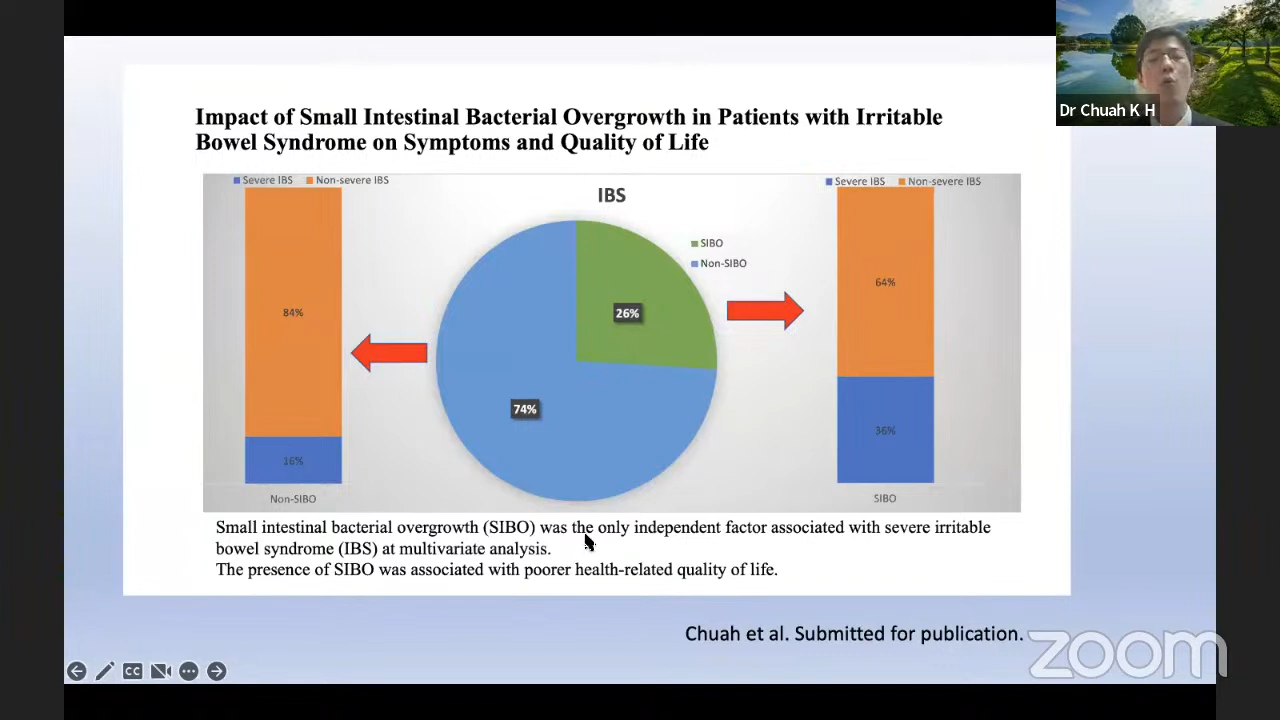 Dr Chuah K H
Impact of Small Intestinal Bacterial Overgrowth in Patients with Irritable
Bowel Syndrome on Symptoms and Quality of Life
Severe IBS Non-severe IBS
84%
16%
Non-SIBO
IBS
SIBO
Non-SIBO
26%
74%
Severe IBS Non-severe IBS
64%
36%
SIBO
Small intestinal bacterial overgrowth (SIBO) was the only independent factor associated with severe irritable
bowel syndrome (IBS) at multivariate analysis.
The presence of SIBO was associated with poorer health-related quality of life.
Chuah et al. Submitted for publication.
zoom
CC